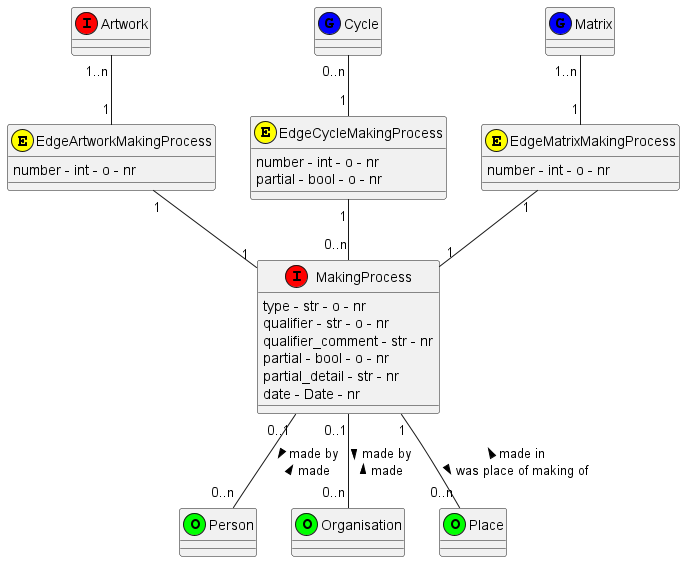 I Artwork
G Cycle
G Matrix
1..n
0..n
1..n
1
1
1
E EdgeArtworkMakingProcess
number - int - o - nr
E EdgeCycleMakingProcess
number - int - o - nr
partial - bool - o - nr
E EdgeMatrixMakingProcess
number - int - o - nr
1
1
1
1
0..n
1
I MakingProcess
type - str - o - nr
qualifier - str - o - nr
qualifier_comment - str - nr
partial - bool - o - nr
partial_detail - str - nr
date - Date - nr
0..1
0..1
1
made by
made
made by
made
made in
was place of making of
0..n
0..n
0..n
O Person
O Organisation
O Place